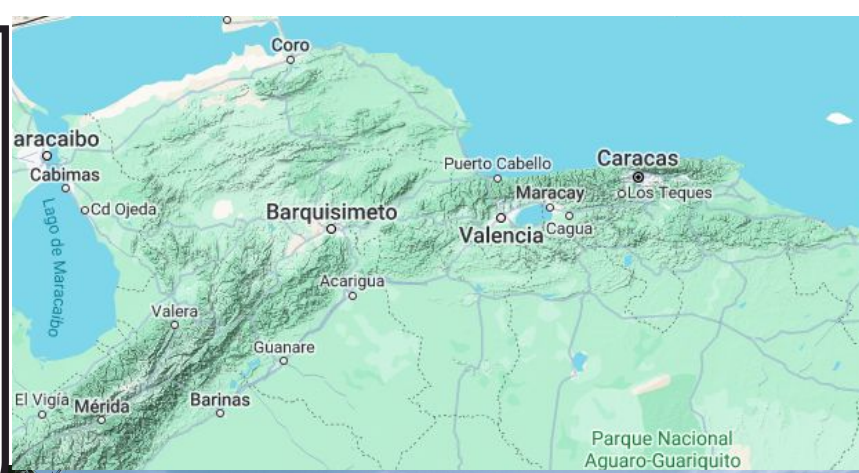 Coro
aracaibo
Cabimas
Puerto Cabello
Caracas
Maracay
Los Teques
Cd Ojeda
Barquisimeto
Valencia
Cagua
Lago de Maracaibo
Acarigua
Valera
Guanare
El Vigía
Mérida
Barinas
Parque Nacional
Aguaro-Guariquito